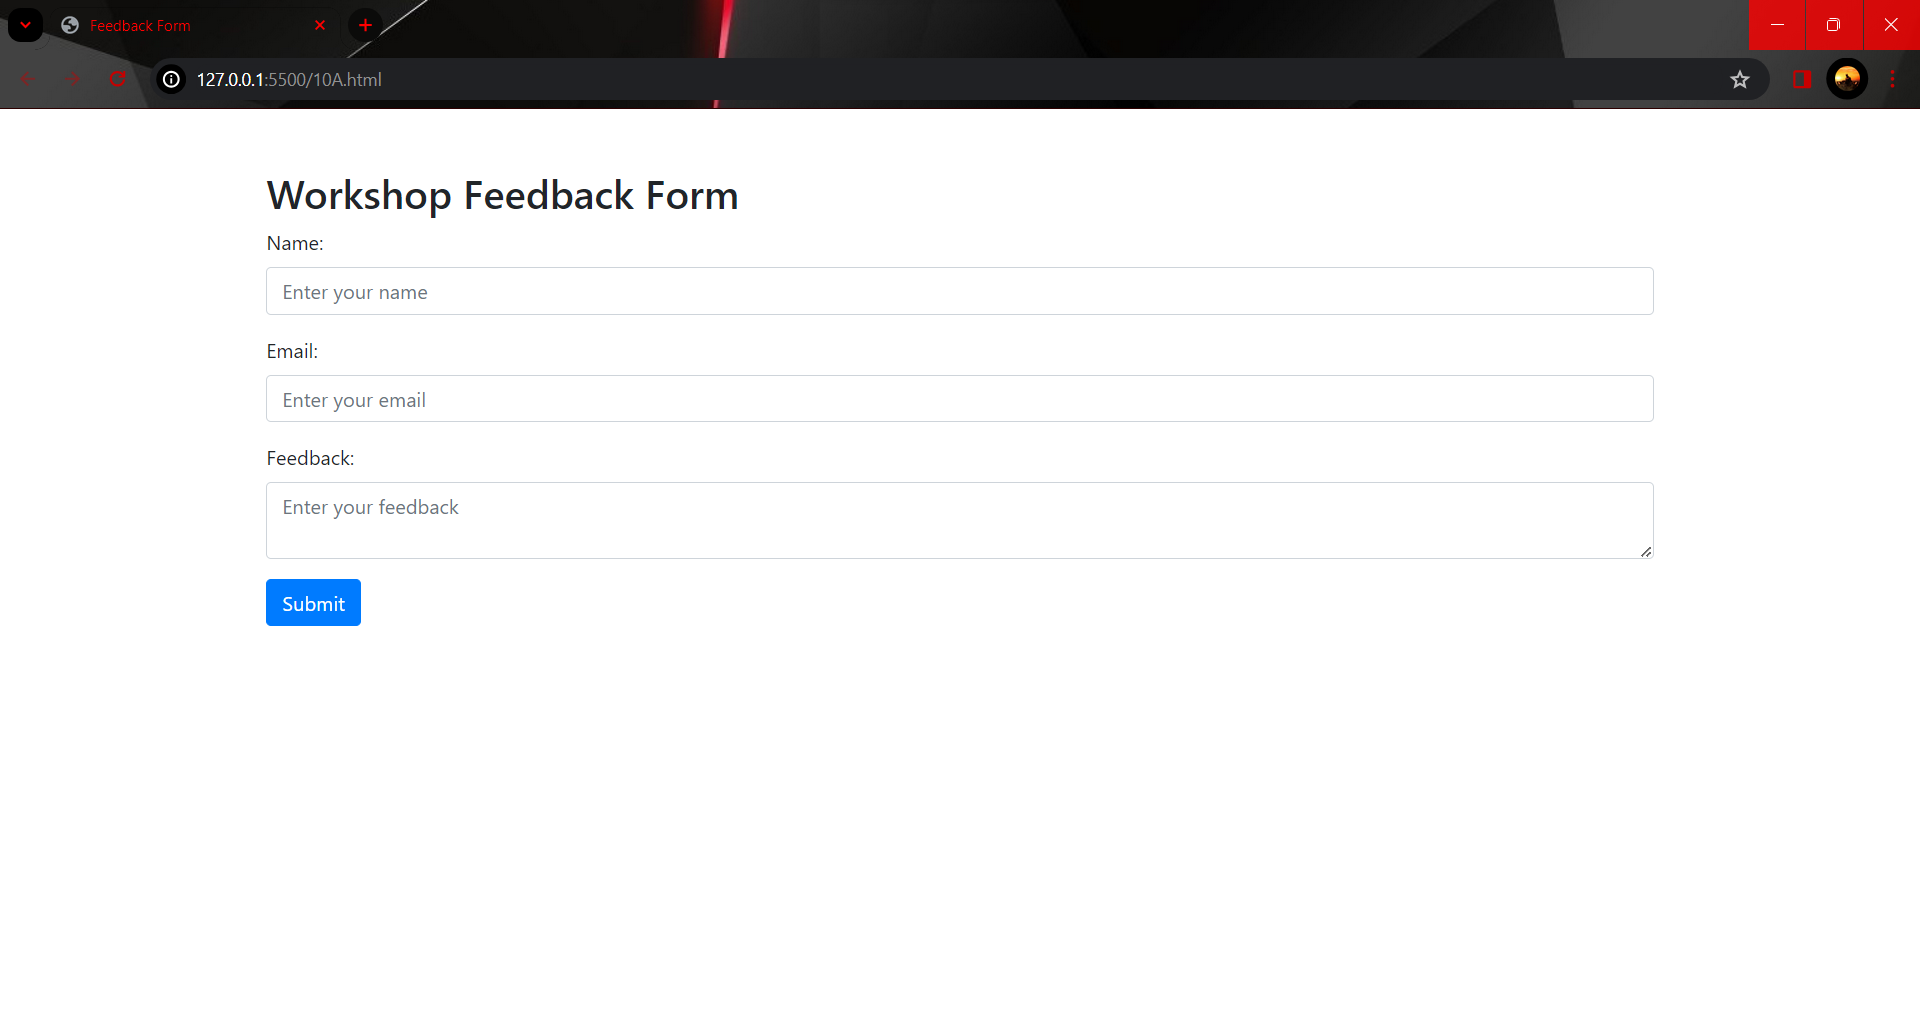 Feedback Form
127.0.0.1:5500/10A.html
Workshop Feedback Form
Name:
Enter your name
Email:
Enter your email
Feedback:
Enter your feedback
Submit